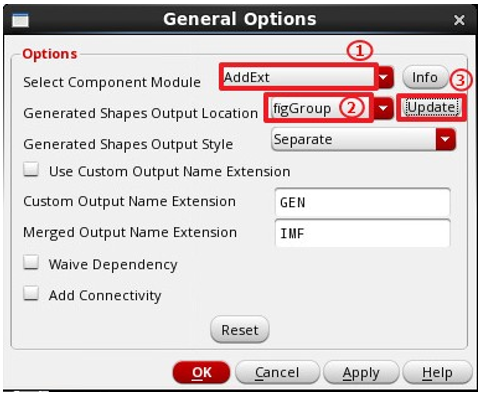 General Options
Options
①
Select Component Module AddExt Info
③
Generated Shapes Output Location figGroup ② Update
Generated Shapes Output Style Separate
Use Custom Output Name Extension
Custom Output Name Extension GEN
Merged Output Name Extension IMF
Waive Dependency
Add Connectivity
Reset
OK Cancel Apply Help